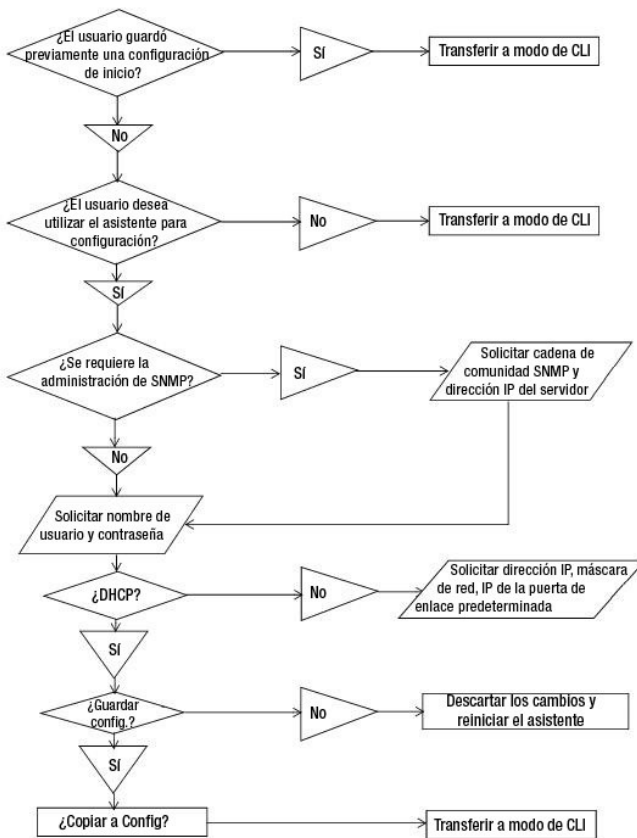 ¿El usuario guardó
previamente una configuración
de inicio?
Sí
Transferir a modo de CLI
No
¿El usuario desea
utilizar el asistente para
configuración?
No
Transferir a modo de CLI
Sí
¿Se requiere la
administración de SNMP?
Sí
Solicitar cadena de
comunidad SNMP y
dirección IP del servidor
No
Solicitar nombre de
usuario y contraseña
¿DHCP?
No
Solicitar dirección IP, máscara
de red, IP de la puerta de
enlace predeterminada
Sí
¿Guardar
config.?
No
Descartar los cambios y
reiniciar el asistente
Sí
¿Copiar a Config?
Transferir a modo de CLI